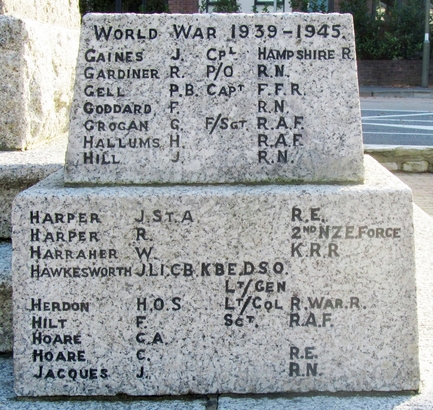 WORLD WAR 1939-1945.
GAINES J. CPL HAMPSHIRE R.
GARDINER R. P/O R.N.
GELL P.B. CAPT F.F.R.
GODDARD F. R.N.
GROGAN G. F/SGT R.A.F.
HALLUMS H. R.A.F.
HILL J. R.N.
HARPER J.ST.A R.E.
HARPER R. 2ND N.Z.E.FORCE
HARRAHER W. K.R.R
HAWKESWORTH J.L.I.C.B.K.B.E.D.S.O.
LT/GEN
HERDON H.O.S LT/COL R.WAR.R.
HILT F. SGT. R.A.F.
HOARE G.A
HOARE C. R.E.
JACQUES J. R.N.